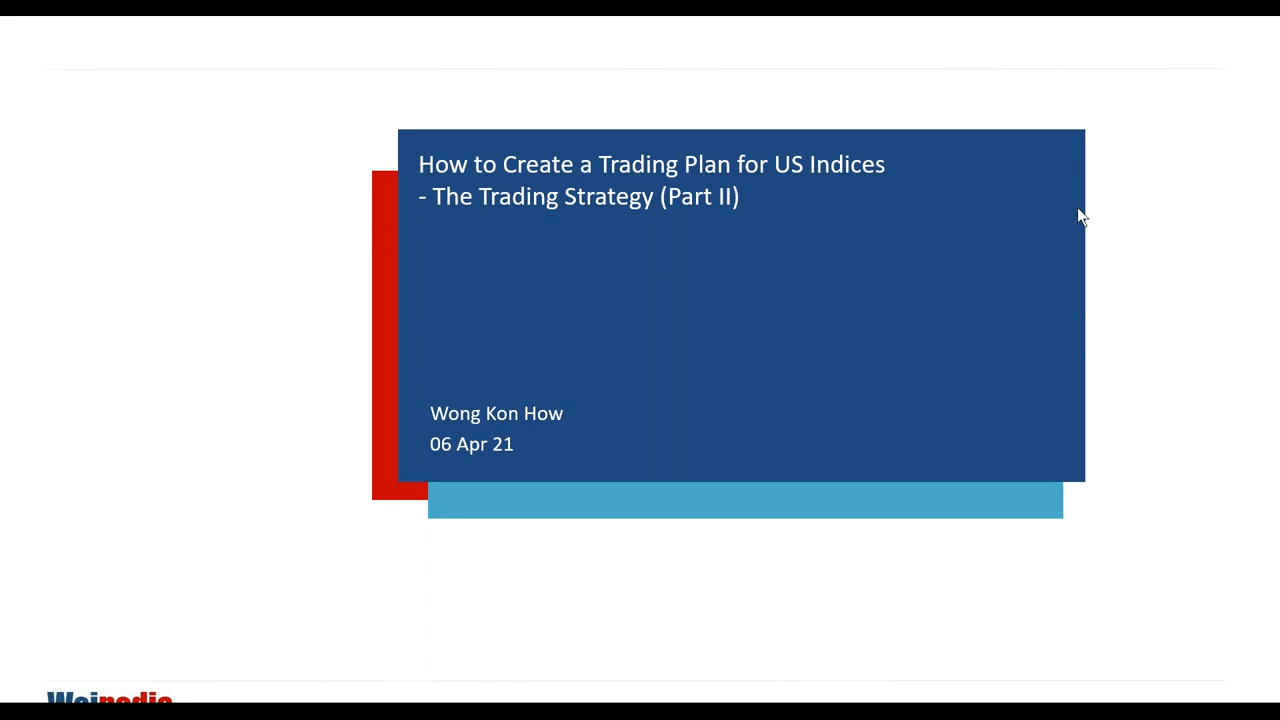 How to Create a Trading Plan for US Indices
- The Trading Strategy (Part II)
Wong Kon How
06 Apr 21